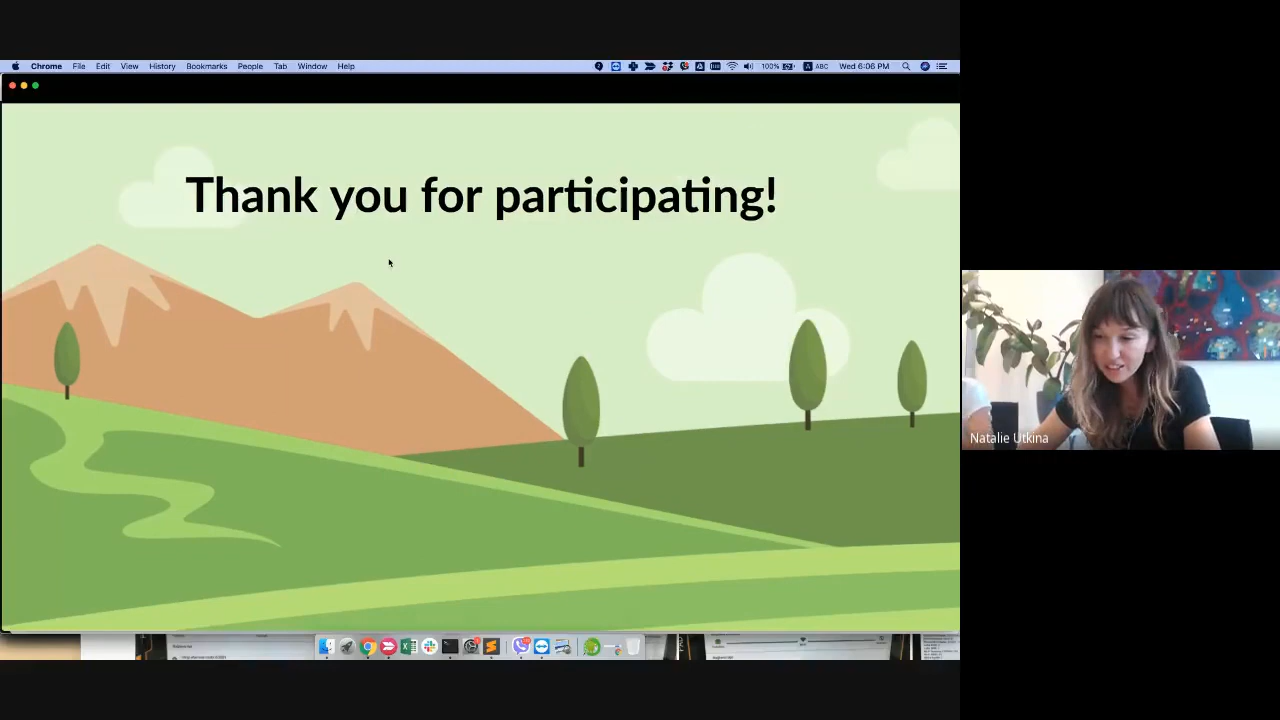 Chrome File Edit View History Bookmarks People Tab Window Help
100% ABC Wed 6:06 PM
Thank you for participating!
Natalie Utkina